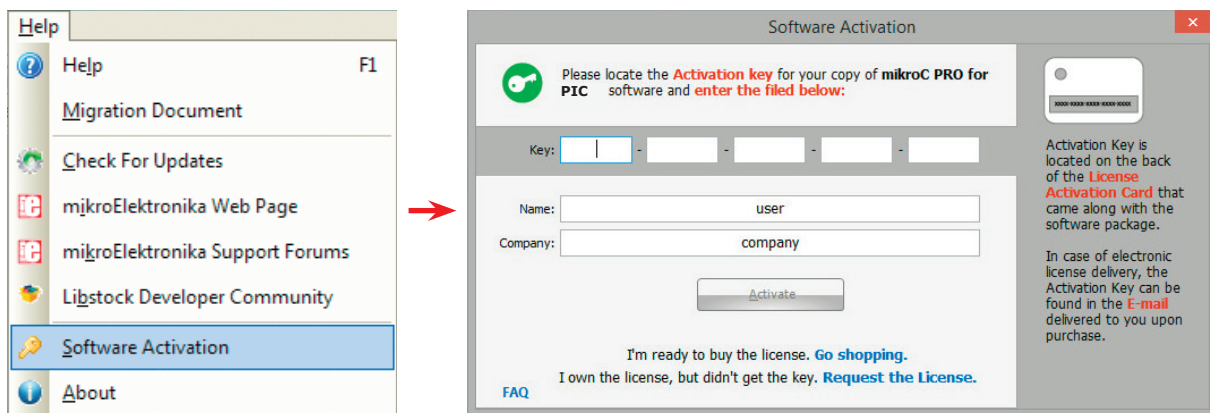 Help
Help F1
Migration Document
Check For Updates
mikroElektronika Web Page
mikroElektronika Support Forums
Libstock Developer Community
Software Activation
About
Software Activation
Please locate the Activation key for your copy of mikroC PRO for
PIC software and enter the filed below:
Key: - - - -
Name: user
Company: company
Activate
I'm ready to buy the license. Go shopping.
I own the license, but didn't get the key. Request the License.
FAQ
XXXX-XXXX-XXXX-XXXX-XXXX
Activation Key is
located on the back
of the License
Activation Card that
came along with the
software package.
In case of electronic
license delivery, the
Activation Key can be
found in the E-mail
delivered to you upon
purchase.